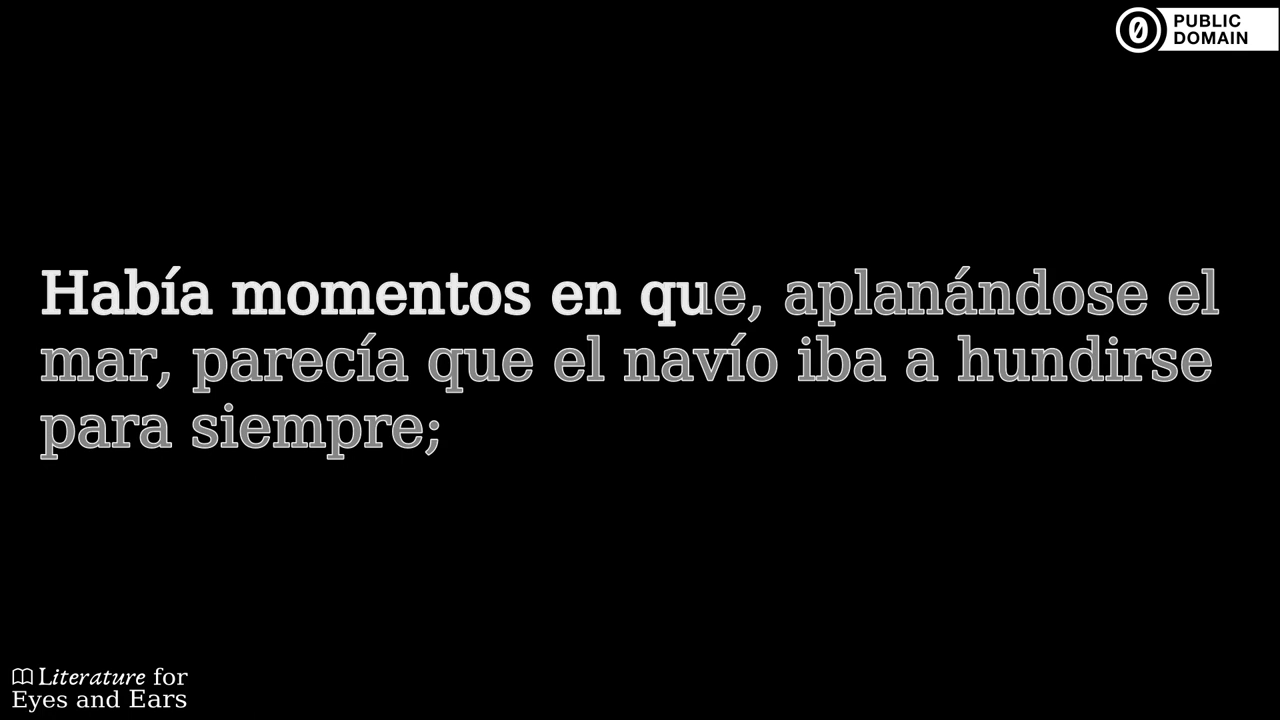 PUBLIC
DOMAIN
Había momentos en que, aplanándose el
mar, parecía que el navío iba a hundirse
para siempre;
Literature for
Eyes and Ears